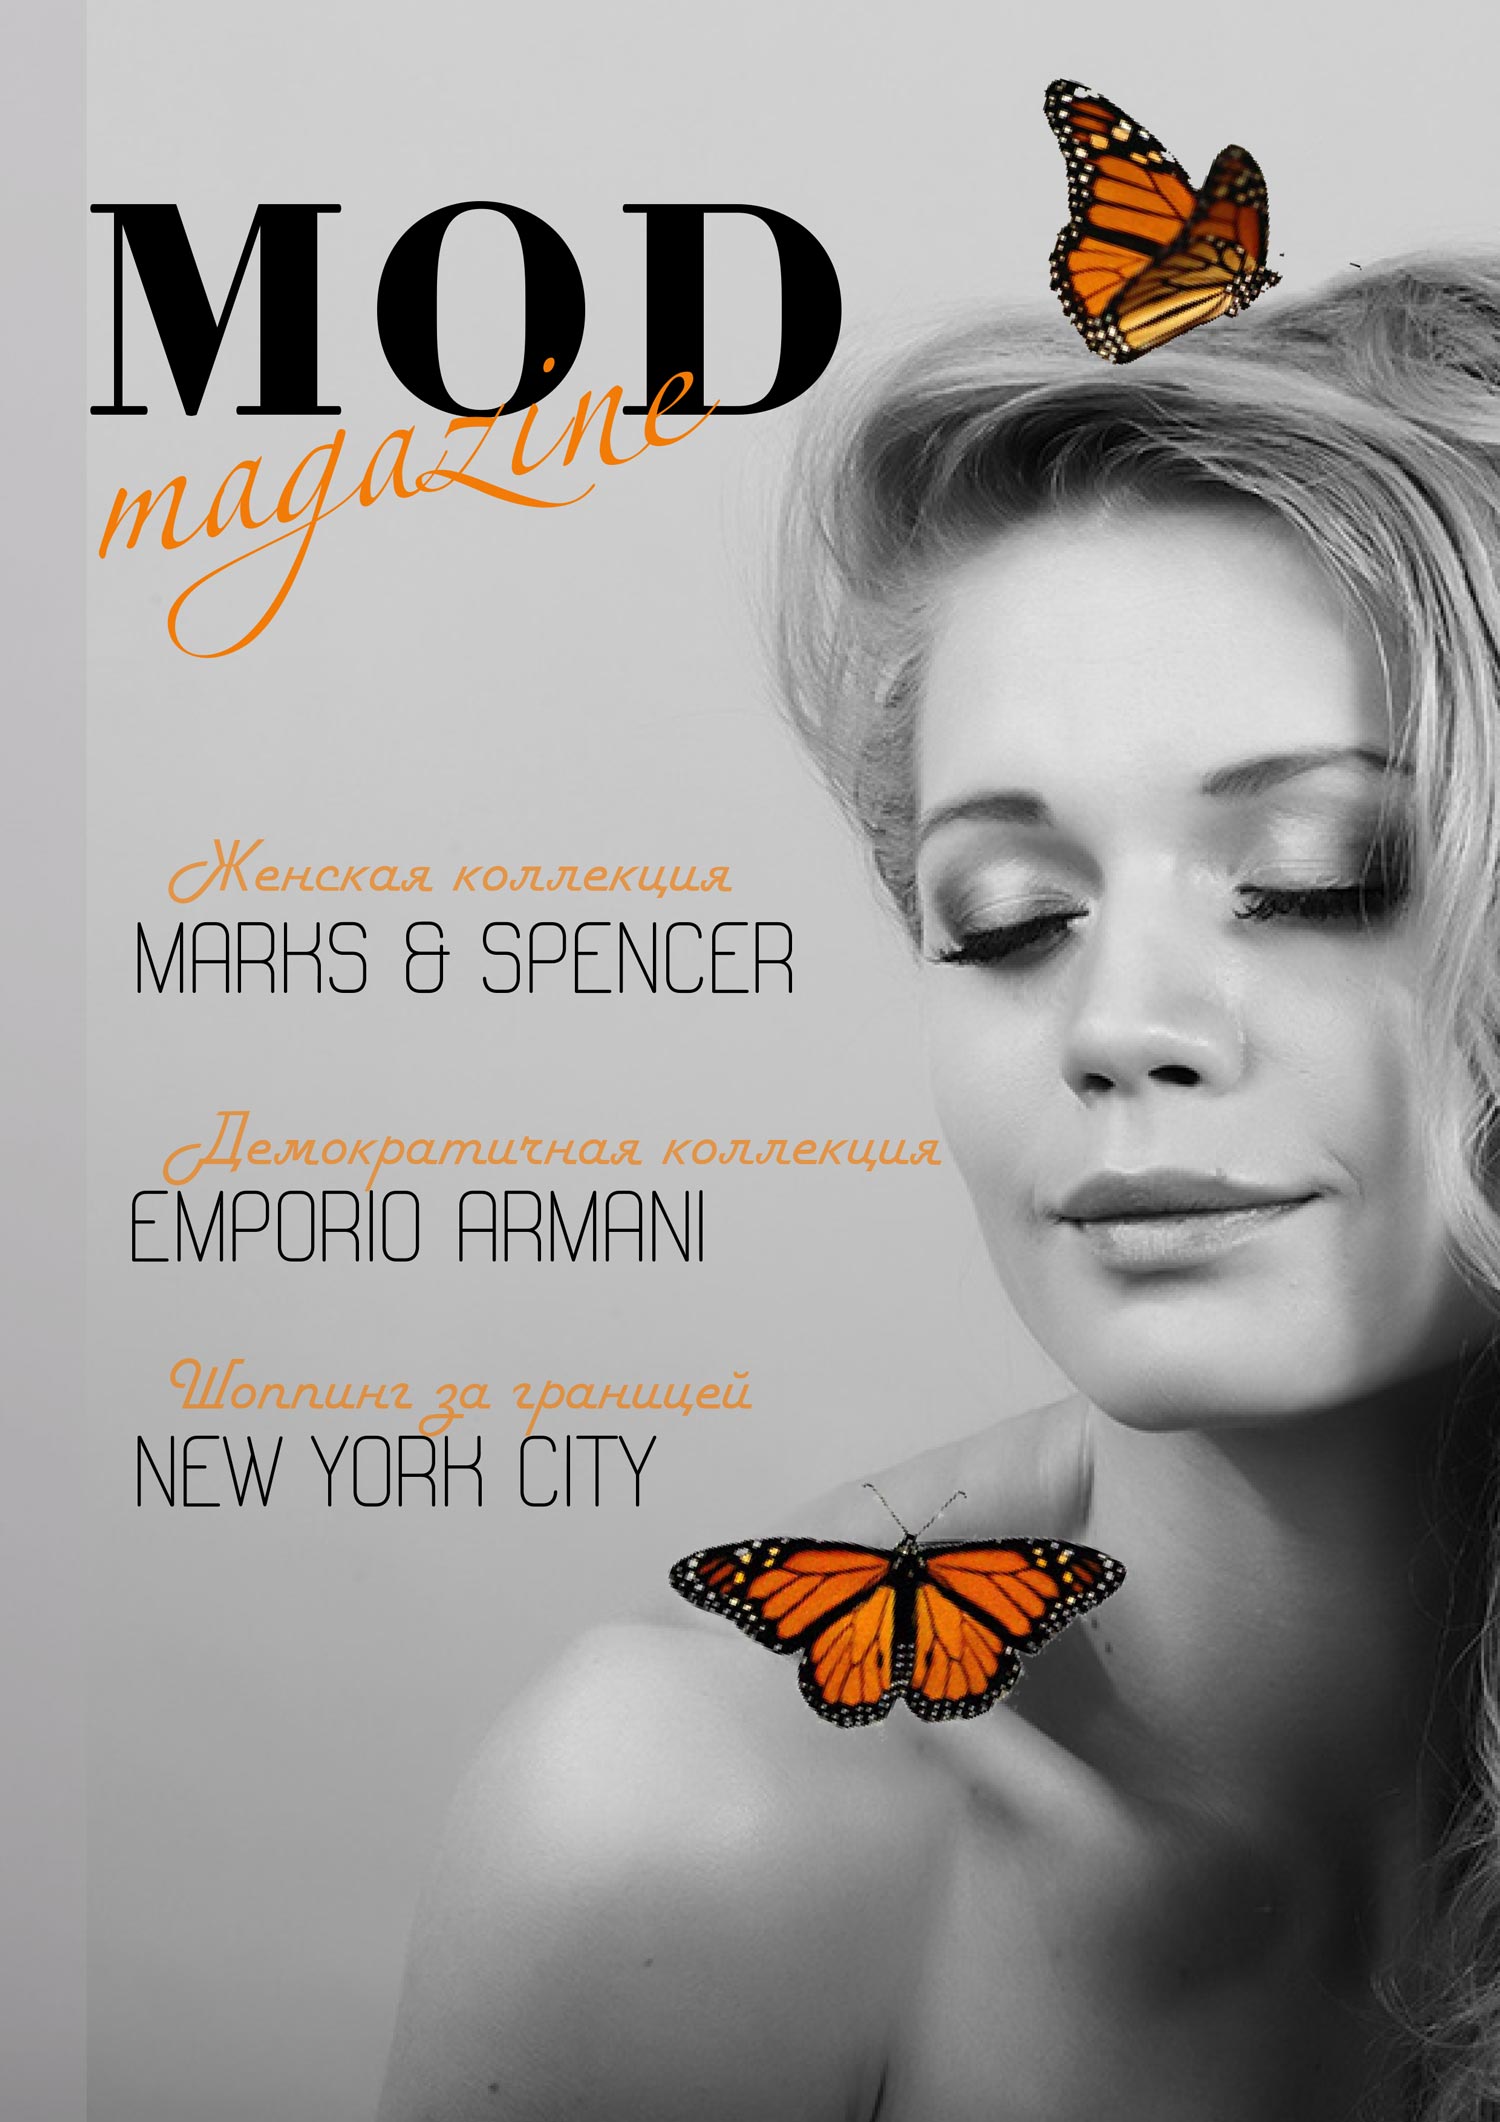 MOD
magazine
Женская коллекция
MARKS & SPENCER
Демократичная коллекция
EMPORIO ARMANI
Шоппинг за границей
NEW YORK CITY